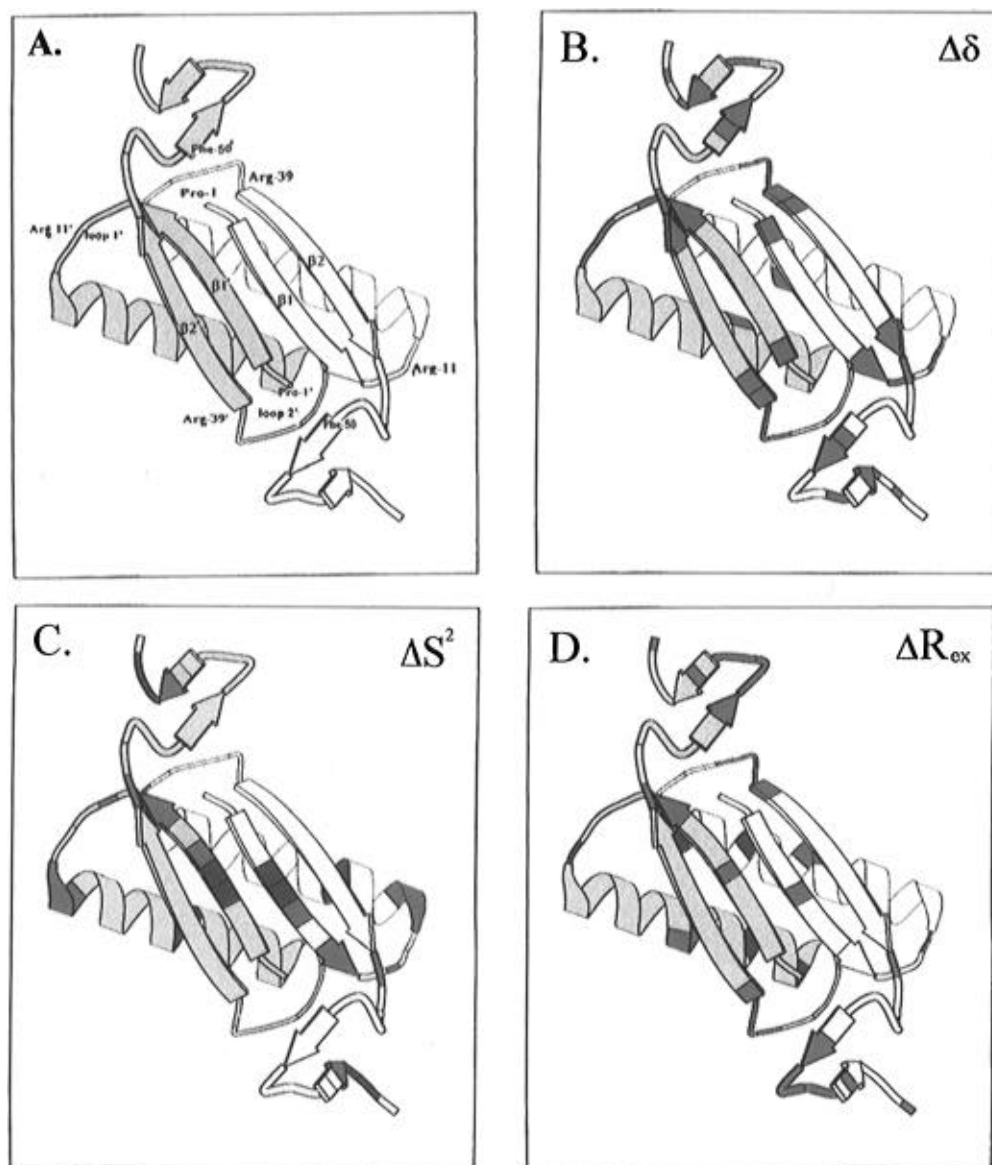 A.
Phe-50'
Arg-39
Pro-1
Arg 11'
loop 1'
β2
β1'
β1
β2'
Arg-11
Pro-1'
Arg-39'
loop 2'
Phe-50
B. Δδ
C. ΔS²
D. ΔRex